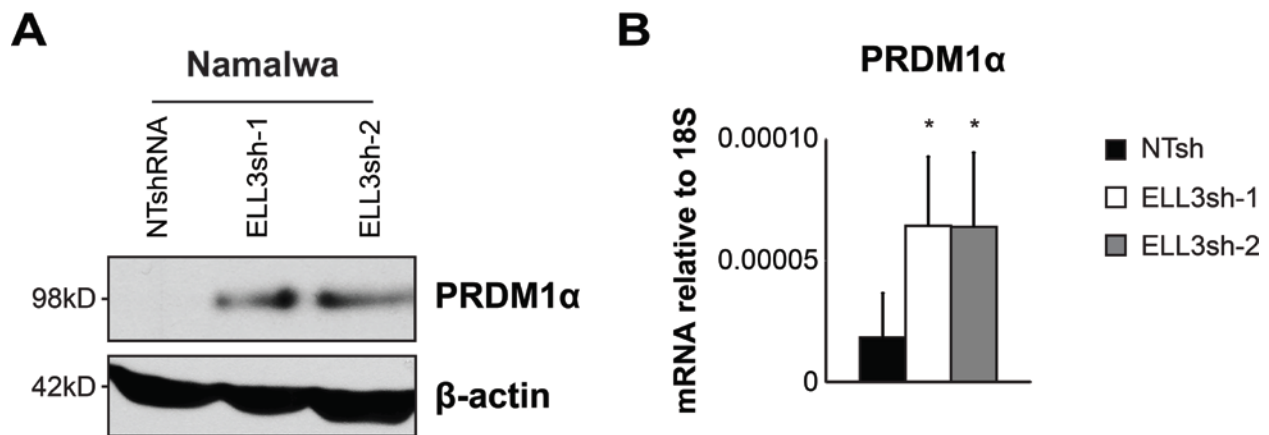 A
Namalwa
NTshRNA
ELL3sh-1
ELL3sh-2
98kD
PRDM1α
42kD
β-actin
B
PRDM1α
mRNA relative to 18S
0.00010
0.00005
0
* *
NTsh
ELL3sh-1
ELL3sh-2